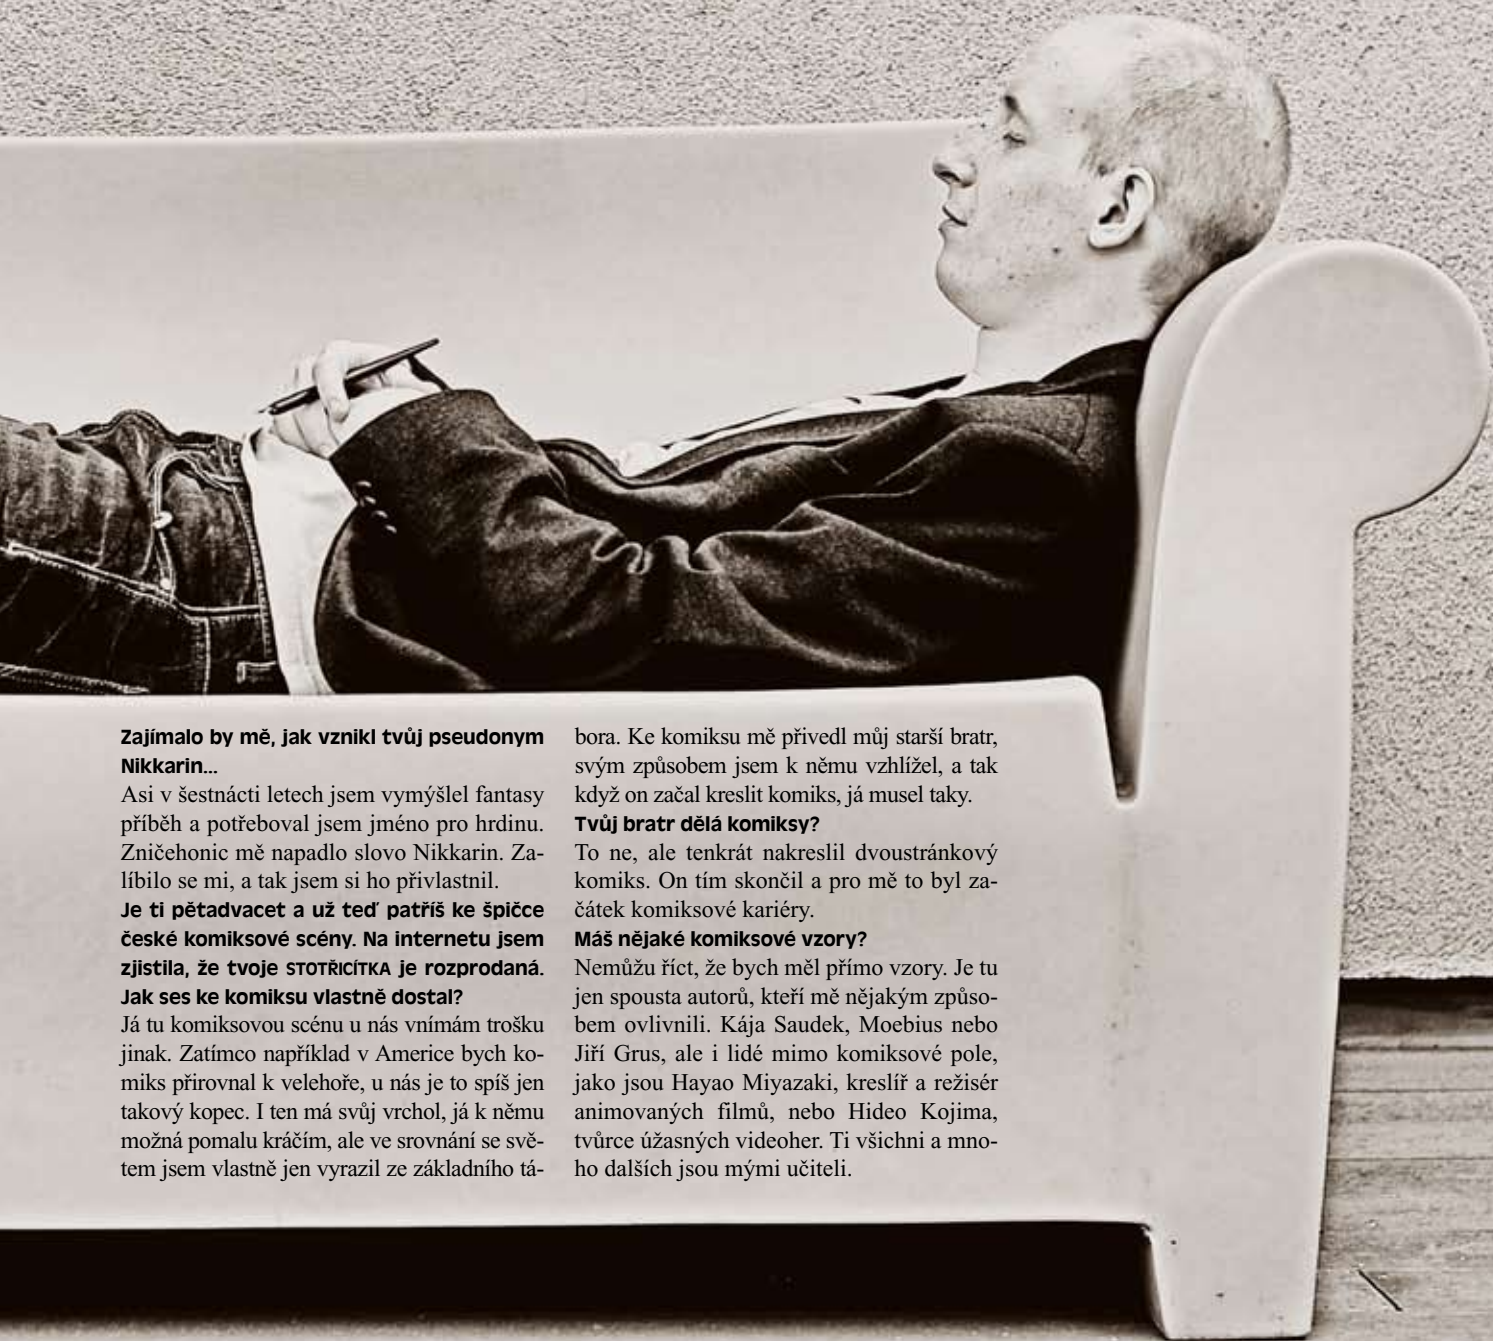 Zajímalo by mě, jak vznikl tvůj pseudonym
Nikkarin...
Asi v šestnácti letech jsem vymýšlel fantasy
příběh a potřeboval jsem jméno pro hrdinu.
Zničehonic mě napadlo slovo Nikkarin. Za-
líbilo se mi, a tak jsem si ho přivlastnil.
Je ti pětadvacet a už teď patříš ke špičce
české komiksové scény. Na internetu jsem
zjistila, že tvoje STOTŘICÍTKA je rozprodaná.
Jak ses ke komiksu vlastně dostal?
Já tu komiksovou scénu u nás vnímám trošku
jinak. Zatímco například v Americe bych ko-
miks přirovnal k velehoře, u nás je to spíš jen
takový kopec. I ten má svůj vrchol, já k němu
možná pomalu kráčím, ale ve srovnání se svě-
tem jsem vlastně jen vyrazil ze základního tá-
bora. Ke komiksu mě přivedl můj starší bratr,
svým způsobem jsem k němu vzhlížel, a tak
když on začal kreslit komiks, já musel taky.
Tvůj bratr dělá komiksy?
To ne, ale tenkrát nakreslil dvoustránkový
komiks. On tím skončil a pro mě to byl za-
čátek komiksové kariéry.
Máš nějaké komiksové vzory?
Nemůžu říct, že bych měl přímo vzory. Je tu
jen spousta autorů, kteří mě nějakým způso-
bem ovlivnili. Kája Saudek, Moebius nebo
Jiří Grus, ale i lidé mimo komiksové pole,
jako jsou Hayao Miyazaki, kreslíř a režisér
animovaných filmů, nebo Hideo Kojima,
tvůrce úžasných videoher. Ti všichni a mno-
ho dalších jsou mými učiteli.